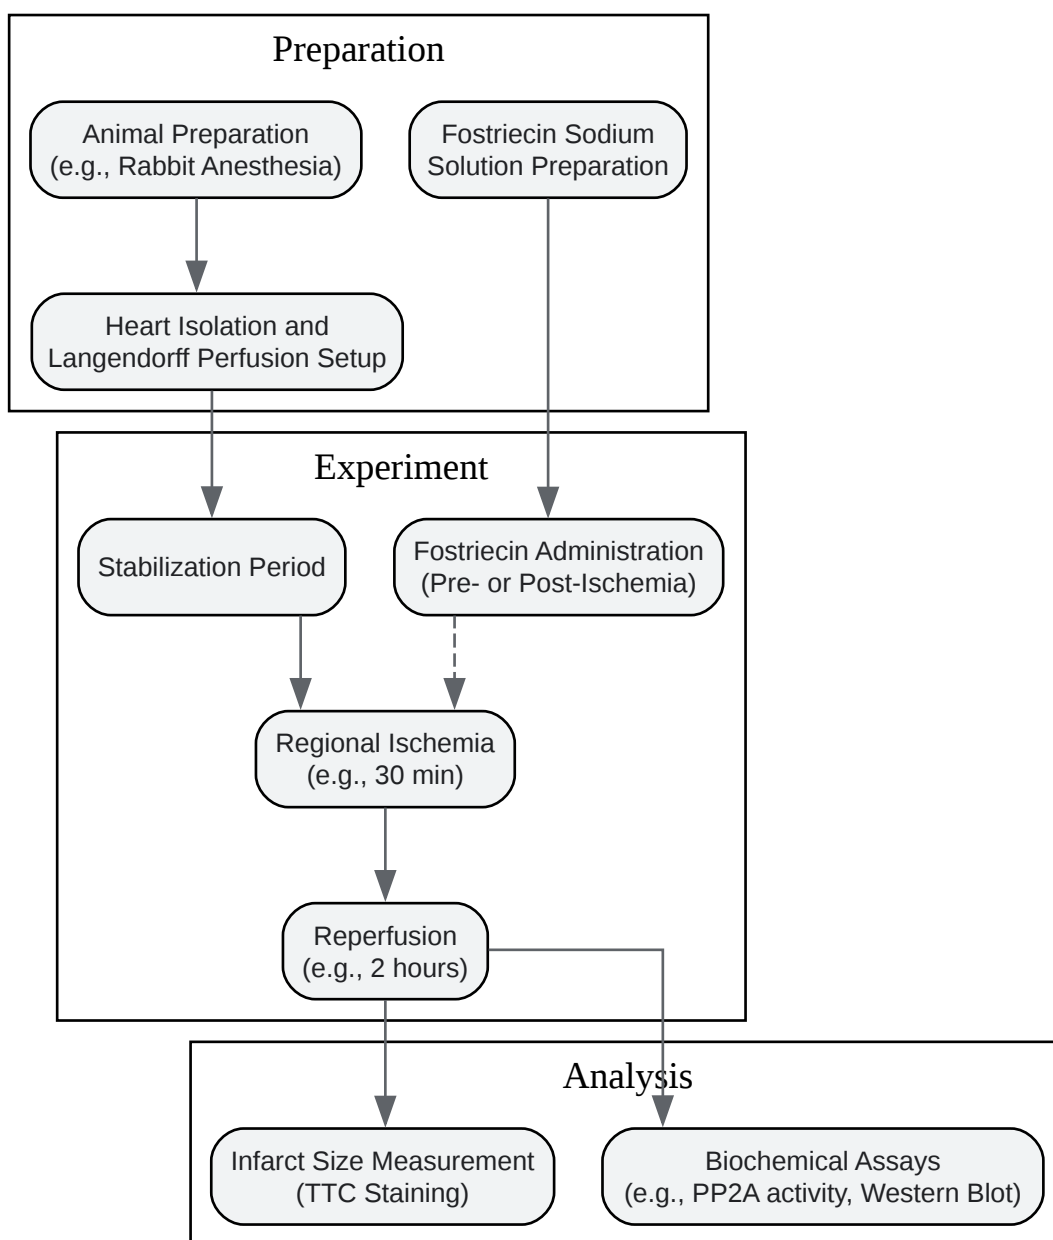 Preparation
Animal Preparation
(e.g., Rabbit Anesthesia)
Fostriecin Sodium
Solution Preparation
Heart Isolation and
Langendorff Perfusion Setup
Experiment
Stabilization Period
Fostriecin Administration
(Pre- or Post-Ischemia)
Regional Ischemia
(e.g., 30 min)
Reperfusion
(e.g., 2 hours)
Analysis
Infarct Size Measurement
(TTC Staining)
Biochemical Assays
(e.g., PP2A activity, Western Blot)